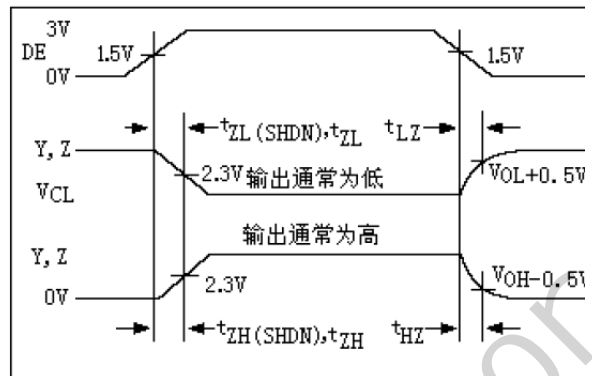 3V
DE
1.5V
1.5V
0V
tZL(SHDN),tZL
tLZ
Y,Z
2.3V
输出通常为低
VOL+0.5V
VCL
输出通常为高
Y,Z
2.3V
VOH-0.5V
0V
tZH(SHDN),tZH
tHZ